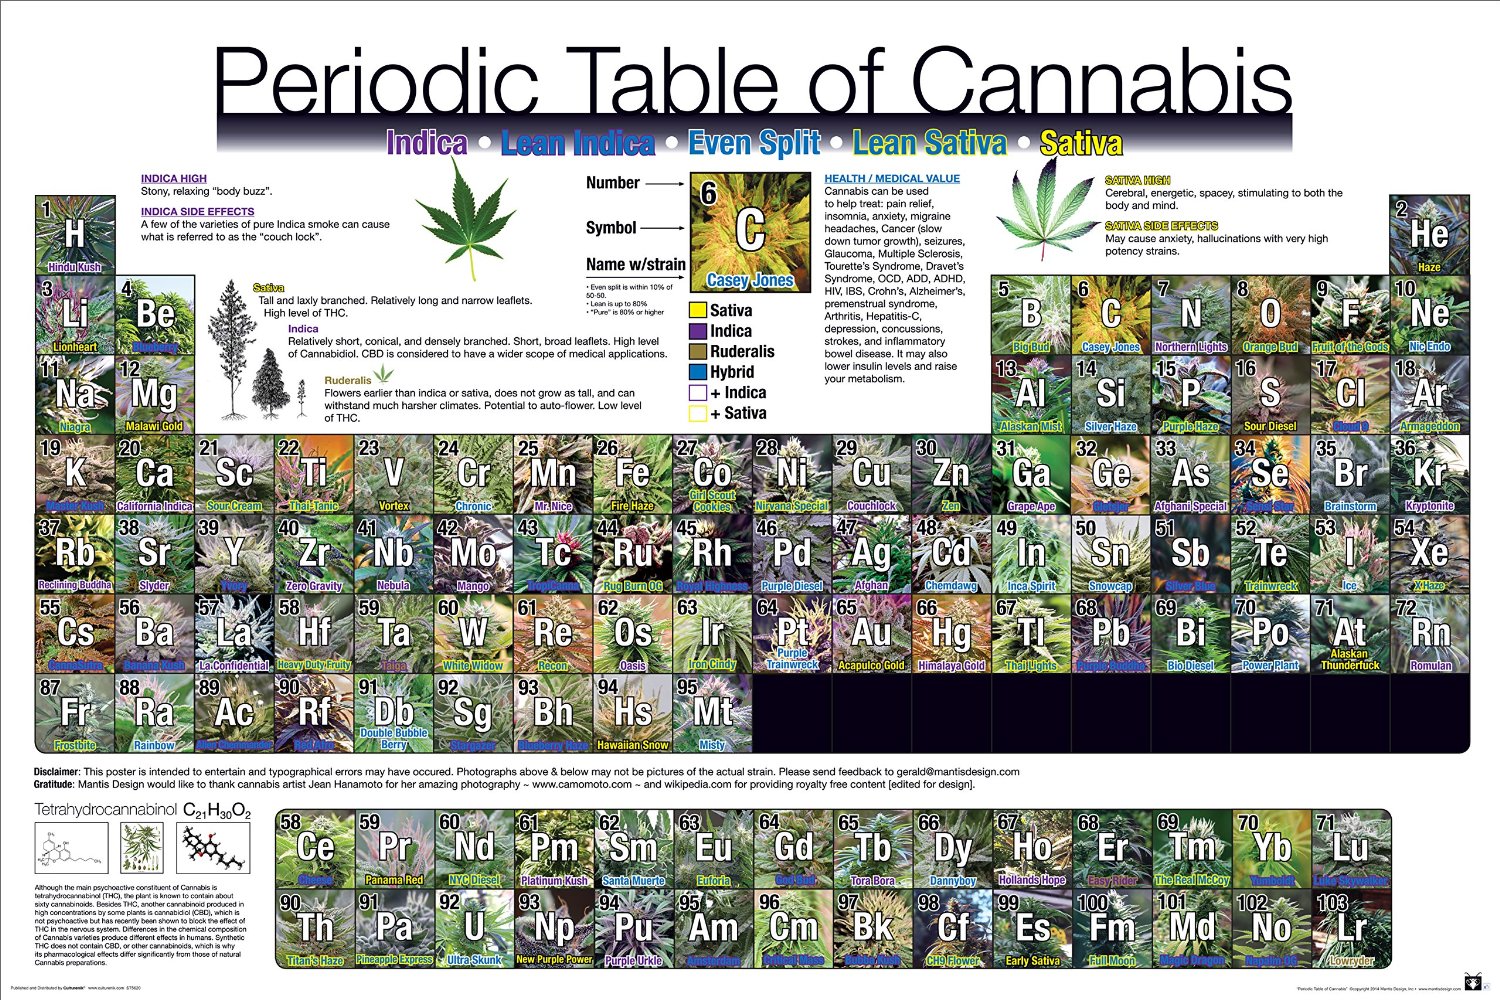 Periodic Table of Cannabis
Indica • Lean Indica • Even Split • Lean Sativa • Sativa
INDICA HIGH
Stony, relaxing “body buzz”.
INDICA SIDE EFFECTS
A few of the varieties of pure Indica smoke can cause
what is referred to as the “couch lock”.
Sativa
Tall and laxly branched. Relatively long and narrow leaflets.
High level of THC.
Indica
Relatively short, conical, and densely branched. Short, broad leaflets. High level
of Cannabidiol. CBD is considered to have a wider scope of medical applications.
Ruderalis
Flowers earlier than indica or sativa, does not grow as tall, and can
withstand much harsher climates. Potential to auto-flower. Low level
of THC.
Number
Symbol
Name w/strain
• Even split is within 10% of
50-50.
• Lean is up to 80%
• “Pure” is 80% or higher
6
C
Casey Jones
Sativa
Indica
Ruderalis
Hybrid
+ Indica
+ Sativa
HEALTH / MEDICAL VALUE
Cannabis can be used
to help treat: pain relief,
insomnia, anxiety, migraine
headaches, Cancer (slow
down tumor growth), seizures,
Glaucoma, Multiple Sclerosis,
Tourette's Syndrome, Dravet's
Syndrome, OCD, ADD, ADHD,
HIV, IBS, Crohn's, Alzheimer's,
premenstrual syndrome,
Arthritis, Hepatitis-C,
depression, concussions,
strokes, and inflammatory
bowel disease. It may also
lower insulin levels and raise
your metabolism.
SATIVA HIGH
Cerebral, energetic, spacey, stimulating to both the
body and mind.
SATIVA SIDE EFFECTS
May cause anxiety, hallucinations with very high
potency strains.
1 H Hindu Kush
2 He Haze
3 Li Lionheart
4 Be Blueberry
5 B Big Bud
6 C Casey Jones
7 N Northern Lights
8 O Orange Bud
9 F Fruit of the Gods
10 Ne Nic Endo
11 Na Niagra
12 Mg Malawi Gold
13 Al Alaskan Mist
14 Si Silver Haze
15 P Purple Haze
16 S Sour Diesel
17 Cl Cloud 9
18 Ar Armageddon
19 K Master Kush
20 Ca California Indica
21 Sc Sour Cream
22 Ti Thai-Tanic
23 V Vortex
24 Cr Chronic
25 Mn Mr. Nice
26 Fe Fire Haze
27 Co Girl Scout Cookies
28 Ni Nirvana Special
29 Cu Couchlock
30 Zn Zen
31 Ga Grape Ape
32 Ge
33 As Afghani Special
34 Se
35 Br Brainstorm
36 Kr Kryptonite
37 Rb Reclining Buddha
38 Sr Slyder
39 Y
40 Zr Zero Gravity
41 Nb Nebula
42 Mo Mango
43 Tc
44 Ru Rug Burn OG
45 Rh Royal Highness
46 Pd Purple Diesel
47 Ag Afghan
48 Cd Chemdawg
49 In Inca Spirit
50 Sn Snowcap
51 Sb Silver Blue
52 Te Trainwreck
53 I Ice
54 Xe X Haze
55 Cs CannaSutra
56 Ba Banana Kush
57 La La Confidential
58 Hf Heavy Duty Fruity
59 Ta Taiga
60 W White Widow
61 Re Recon
62 Os Oasis
63 Ir Iron Cindy
64 Pt Purple Trainwreck
65 Au Acapulco Gold
66 Hg Himalaya Gold
67 Tl Thai Lights
68 Pb Purple Buddha
69 Bi Bio Diesel
70 Po Power Plant
71 At Alaskan Thunderfuck
72 Rn Romulan
87 Fr Frostbite
88 Ra Rainbow
89 Ac
90 Rf Red Afro
91 Db Double Bubble Berry
92 Sg Stargazer
93 Bh Blueberry Haze
94 Hs Hawaiian Snow
95 Mt Misty
Disclaimer: This poster is intended to entertain and typographical errors may have occured. Photographs above & below may not be pictures of the actual strain. Please send feedback to gerald@mantisdesign.com
Gratitude: Mantis Design would like to thank cannabis artist Jean Hanamoto for her amazing photography ~ www.camomoto.com ~ and wikipedia.com for providing royalty free content [edited for design].
Tetrahydrocannabinol C21H30O2
Although the main psychoactive constituent of Cannabis is
tetrahydrocannabinol (THC), the plant is known to contain about
sixty cannabinoids. Besides THC, another cannabinoid produced in
high concentrations by some plants is cannabidiol (CBD), which is
not psychoactive but has recently been shown to block the effect of
THC in the nervous system. Differences in the chemical composition
of Cannabis varieties produce different effects in humans. Synthetic
THC does not contain CBD, or other cannabinoids, which is why
its pharmacological effects differ significantly from those of natural
Cannabis preparations.
58 Ce Cheese
59 Pr Panama Red
60 Nd NYC Diesel
61 Pm Platinum Kush
62 Sm Santa Muerte
63 Eu Euforia
64 Gd God Bud
65 Tb Tora Bora
66 Dy Dannyboy
67 Ho Hollands Hope
68 Er Easy Rider
69 Tm The Real McCoy
70 Yb Yumbolt
71 Lu Luke Skywalker
90 Th Titan's Haze
91 Pa Pineapple Express
92 U Ultra Skunk
93 Np New Purple Power
94 Pu Purple Urkle
95 Am Amsterdam
96 Cm Critical Mass
97 Bk Bubba Kush
98 Cf CH9 Flower
99 Es Early Sativa
100 Fm Full Moon
101 Md Magic Dragon
102 No Napalm OG
103 Lr Lowryder
Published and Distributed by Culturenik® www.culturenik.com ST5620
"Periodic Table of Cannabis" ©copyright 2014 Mantis Design, Inc • www.mantisdesign.com